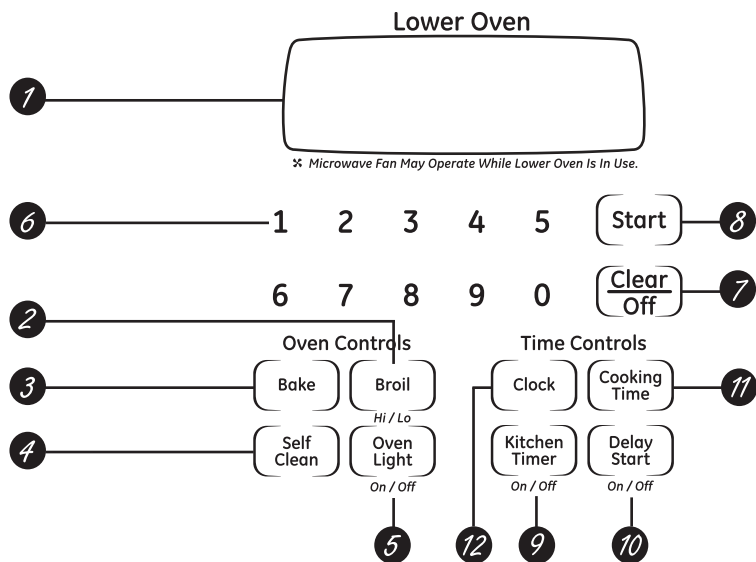 Lower Oven
1
✻ Microwave Fan May Operate While Lower Oven Is In Use.
6 1 2 3 4 5 Start 8
6 7 8 9 0 Clear
Off 7
2
Oven Controls Time Controls
3 Bake Broil Clock Cooking
Time 11
Hi / Lo
4 Self
Clean Oven
Light Kitchen
Timer Delay
Start
On / Off On / Off On / Off
5 12 9 10